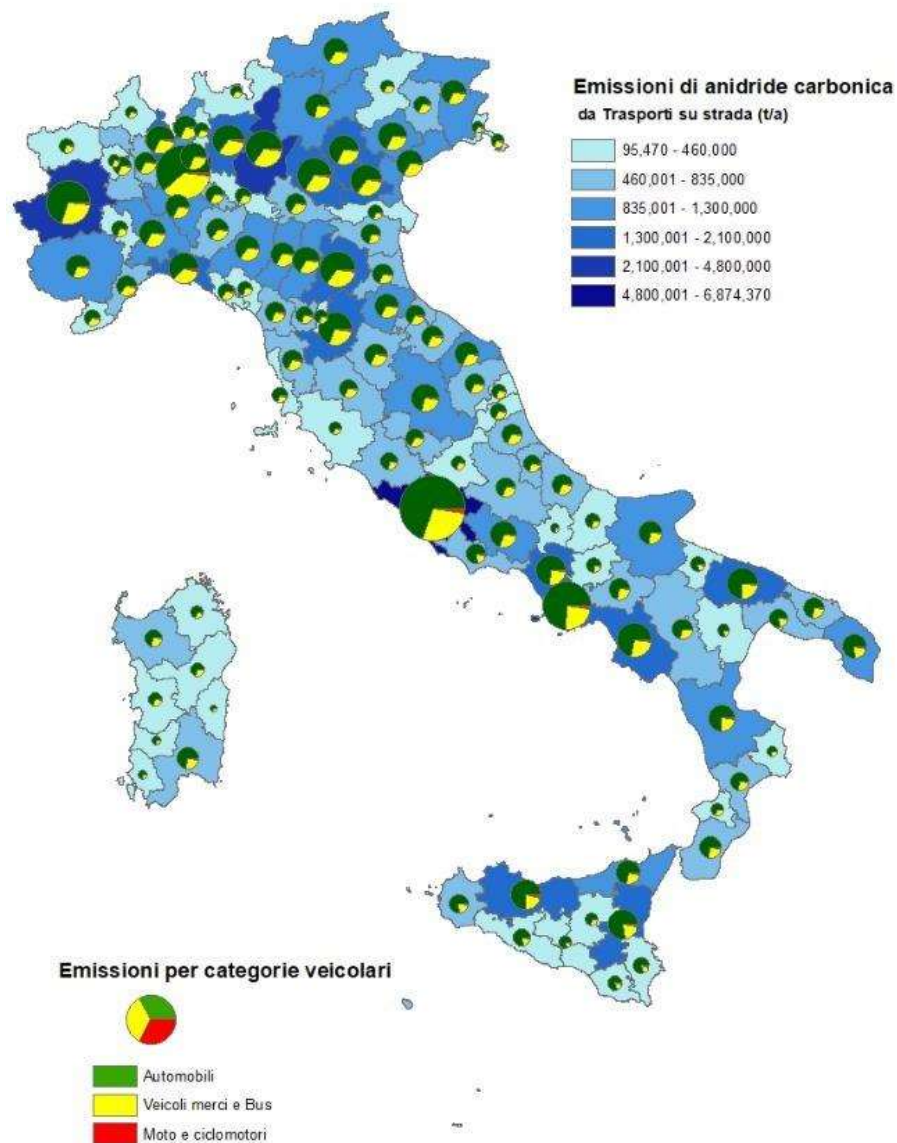 Emissioni di anidride carbonica
da Trasporti su strada (t/a)
95,470 - 460,000
460,001 - 835,000
835,001 - 1,300,000
1,300,001 - 2,100,000
2,100,001 - 4,800,000
4,800,001 - 6,874,370
Emissioni per categorie veicolari
Automobili
Veicoli merci e Bus
Moto e ciclomotori